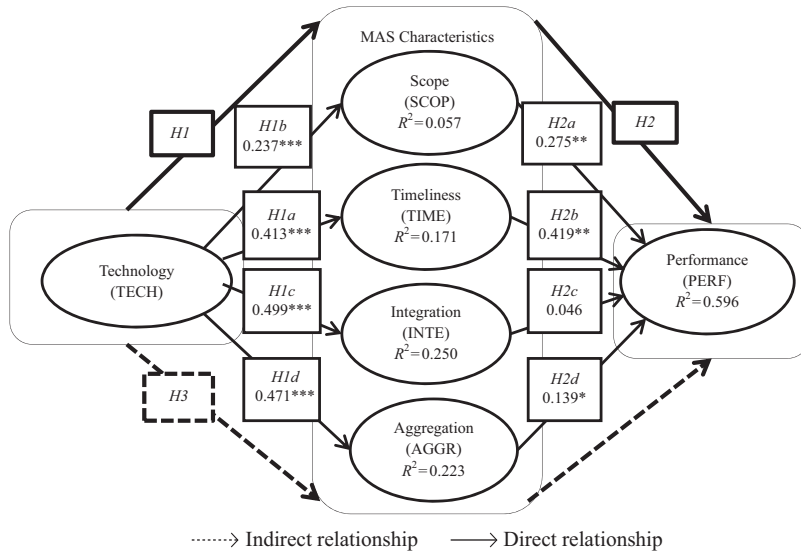 MAS Characteristics
Scope
(SCOP)
R²=0.057
H1
H1b
0.237***
H2a
0.275**
H2
Timeliness
(TIME)
R²=0.171
H1a
0.413***
H2b
0.419**
Technology
(TECH)
H1c
0.499***
Integration
(INTE)
R²=0.250
H2c
0.046
Performance
(PERF)
R²=0.596
H3
H1d
0.471***
H2d
0.139*
Aggregation
(AGGR)
R²=0.223
Indirect relationship
Direct relationship